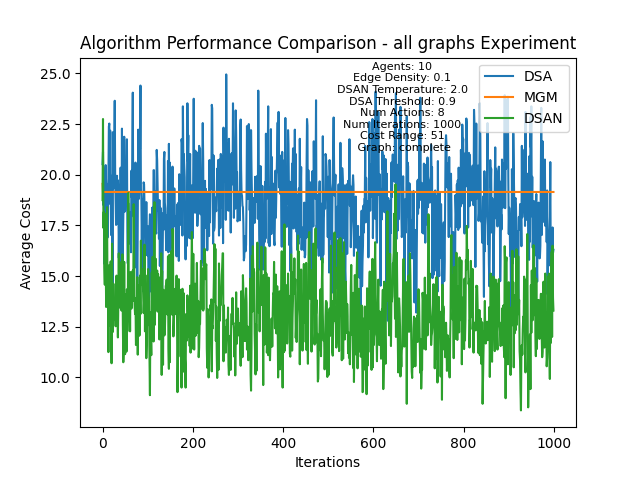 Algorithm Performance Comparison - all graphs Experiment
Agents: 10
Edge Density: 0.1
DSAN Temperature: 2.0
DSA Threshold: 0.9
Num Actions: 8
Num Iterations: 1000
Cost Range: 51
Graph: complete
DSA
MGM
DSAN
Average Cost
25.0
22.5
20.0
17.5
15.0
12.5
10.0
0
200
400
600
800
1000
Iterations